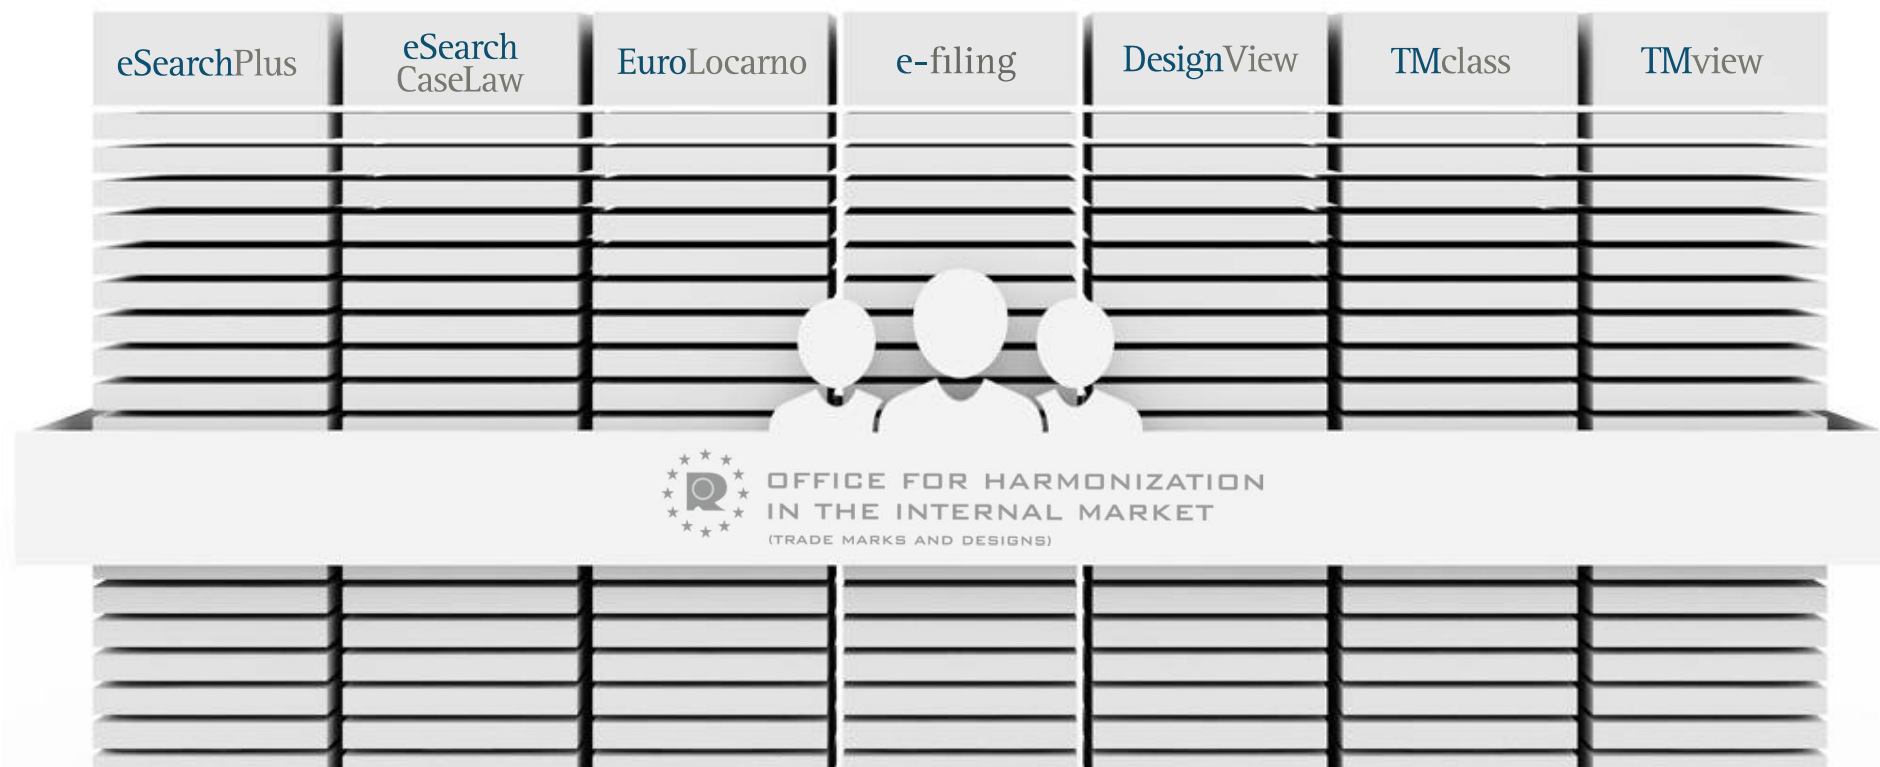 eSearchPlus
eSearch
CaseLaw
EuroLocarno
e-filing
DesignView
TMclass
TMview
R
OFFICE FOR HARMONIZATION
IN THE INTERNAL MARKET
(TRADE MARKS AND DESIGNS)